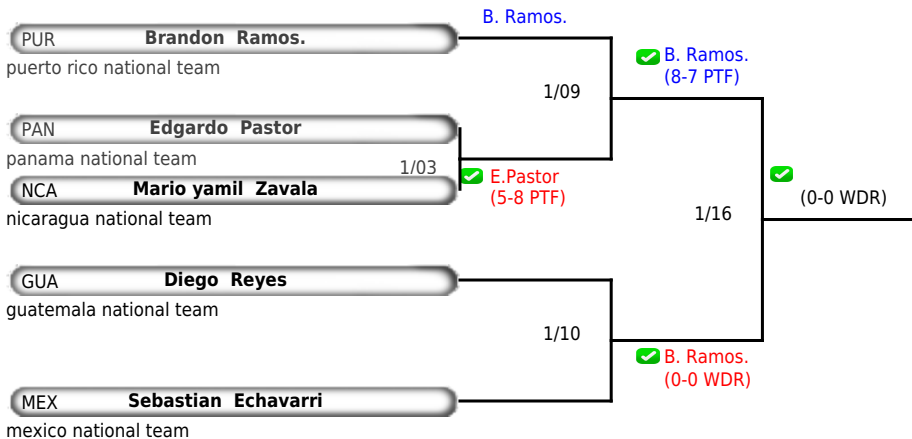 B. Ramos.
PUR Brandon Ramos.
puerto rico national team
B. Ramos.
(8-7 PTF)
1/09
PAN Edgardo Pastor
panama national team
1/03
E.Pastor
(5-8 PTF)
NCA Mario yamil Zavala
nicaragua national team
(0-0 WDR)
1/16
GUA Diego Reyes
guatemala national team
1/10
B. Ramos.
(0-0 WDR)
MEX Sebastian Echavarri
mexico national team